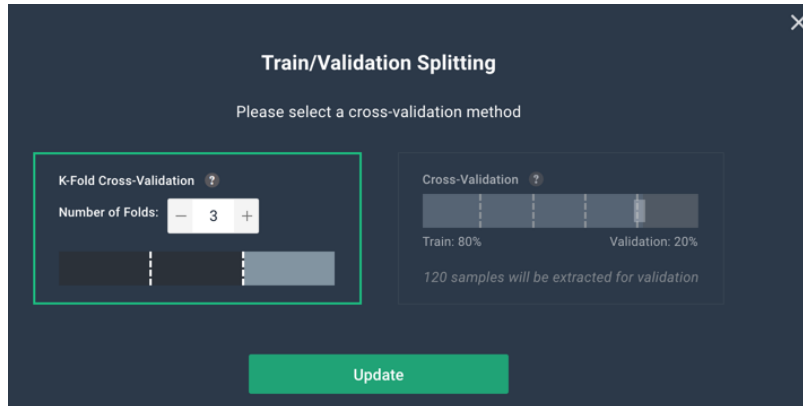 Train/Validation Splitting
Please select a cross-validation method
K-Fold Cross-Validation ?
Number of Folds: − 3 +
Cross-Validation ?
Train: 80% Validation: 20%
120 samples will be extracted for validation
Update